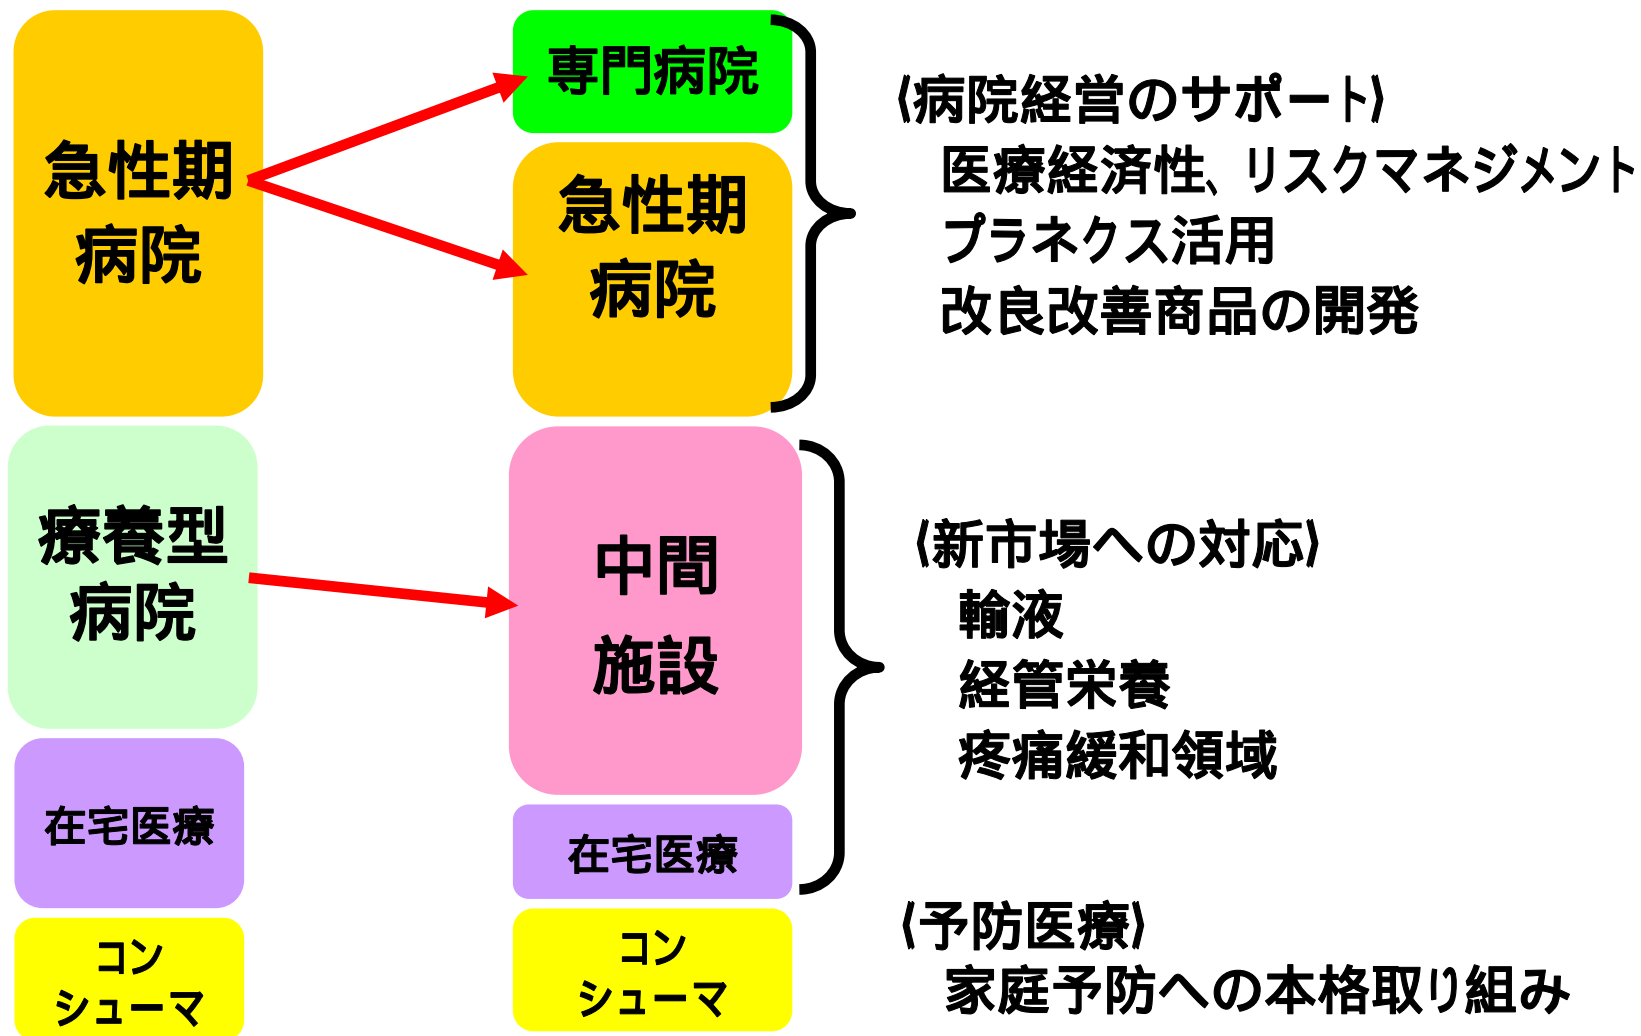 急性期
病院
療養型
病院
在宅医療
コン
シューマ
専門病院
急性期
病院
中間
施設
在宅医療
コン
シューマ
⟨病院経営のサポート⟩
医療経済性、リスクマネジメント
プラネクス活用
改良改善商品の開発
⟨新市場への対応⟩
輸液
経管栄養
疼痛緩和領域
⟨予防医療⟩
家庭予防への本格取り組み